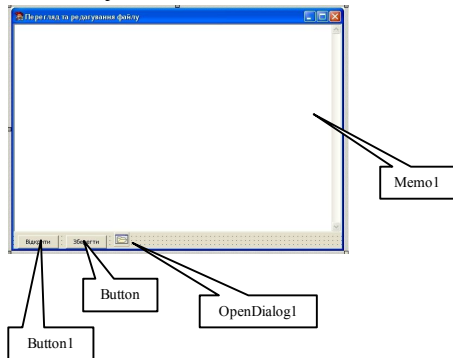 Перегляд та редагування файлу
Memo1
Відкрити
Зберегти
Button
OpenDialog1
Button1